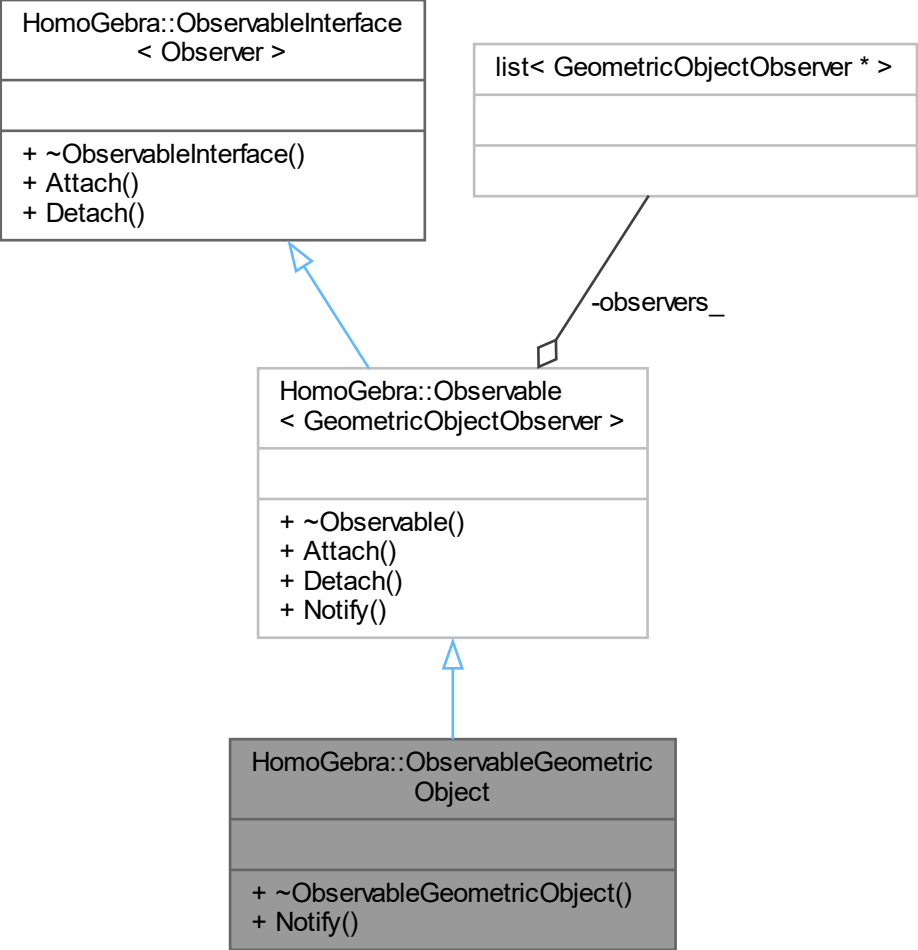 HomoGebra::ObservableInterface
< Observer >
+ ~ObservableInterface()
+ Attach()
+ Detach()
list< GeometricObjectObserver * >
-observers_
HomoGebra::Observable
< GeometricObjectObserver >
+ ~Observable()
+ Attach()
+ Detach()
+ Notify()
HomoGebra::ObservableGeometric
Object
+ ~ObservableGeometricObject()
+ Notify()